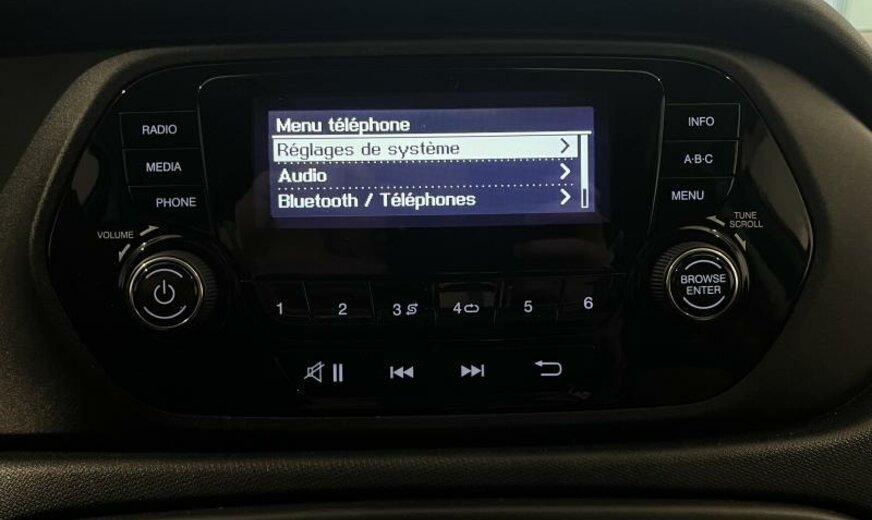 Menu téléphone
Réglages de système
Audio
Bluetooth / Téléphones
RADIO
MEDIA
PHONE
VOLUME
INFO
A·B·C
MENU
TUNE
SCROLL
BROWSE
ENTER
1 2 3 4 5 6